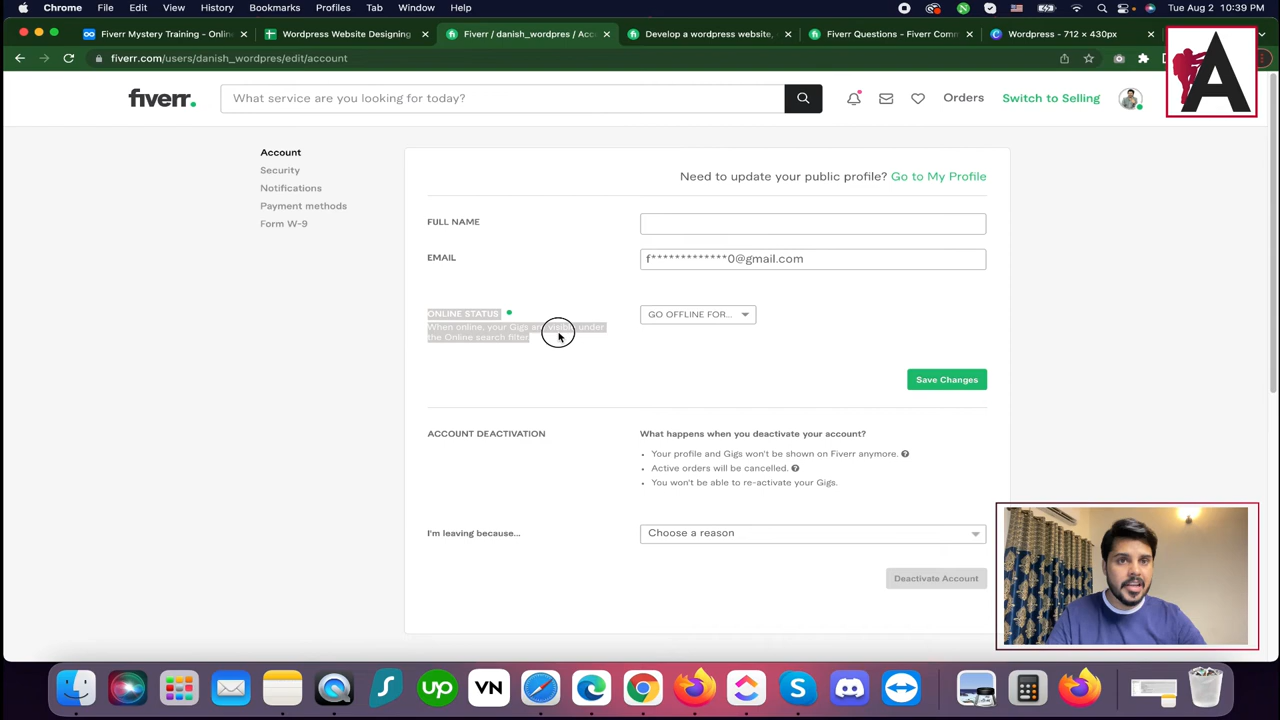 Chrome File Edit View History Bookmarks Profiles Tab Window Help Tue 12 Oct 10:39 PM
Fiverr Mystery Training - Onlin
Wordpress Website Designing
Fiverr / danish_wordpres / Acc
Develop a wordpress website,
Fiverr Questions - Fiverr Com
Wordpress - 712 × 430px
fiverr.com/users/danish_wordpres/edit/account
A
fiverr.
What service are you looking for today?
Orders
Switch to Selling
Account
Security
Notifications
Payment methods
Form W-9
Need to update your public profile? Go to My Profile
FULL NAME
EMAIL
f*************0@gmail.com
ONLINE STATUS
GO OFFLINE FOR...
When online, your Gigs are visible under
the Online search filter.
Save Changes
ACCOUNT DEACTIVATION
What happens when you deactivate your account?
• Your profile and Gigs won't be shown on Fiverr anymore.
• Active orders will be cancelled.
• You won't be able to re-activate your Gigs.
I'm leaving because...
Choose a reason
Deactivate Account
up
VN